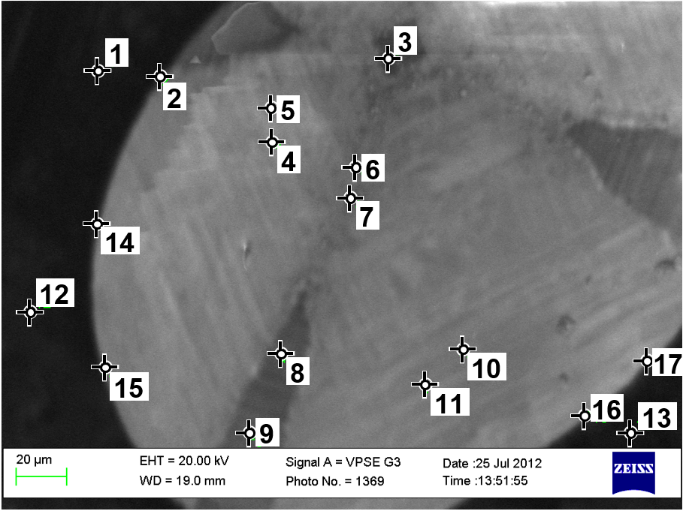 1
2
3
5
4
6
7
14
12
15
8
10
11
17
16
13
9
20 µm
EHT = 20.00 kV
WD = 19.0 mm
Signal A = VPSE G3
Photo No. = 1369
Date :25 Jul 2012
Time :13:51:55
ZEISS